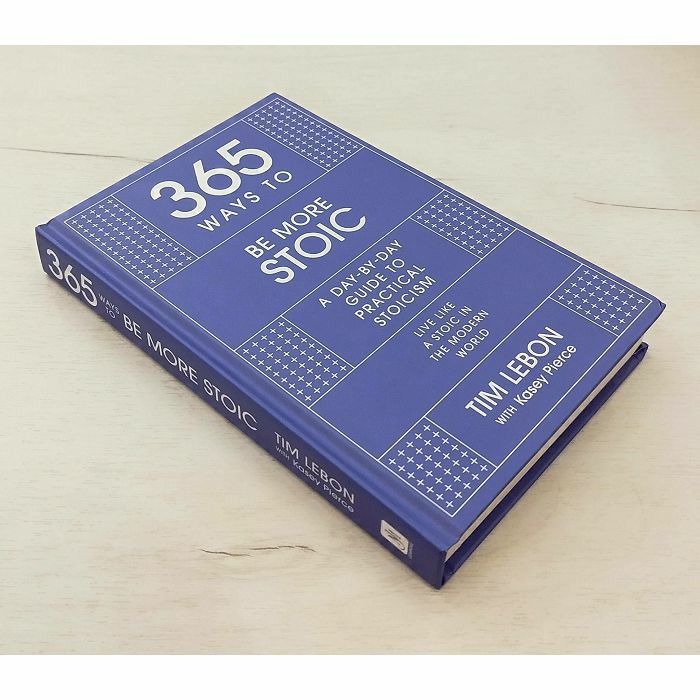 365
WAYS TO
BE MORE
STOIC
A DAY-BY-DAY
GUIDE TO
PRACTICAL
STOICISM
LIVE LIKE
A STOIC IN
THE MODERN
WORLD
TIM LEBON
WITH Kasey Pierce
365 WAYS TO BE MORE STOIC
TIM LEBON
WITH Kasey Pierce